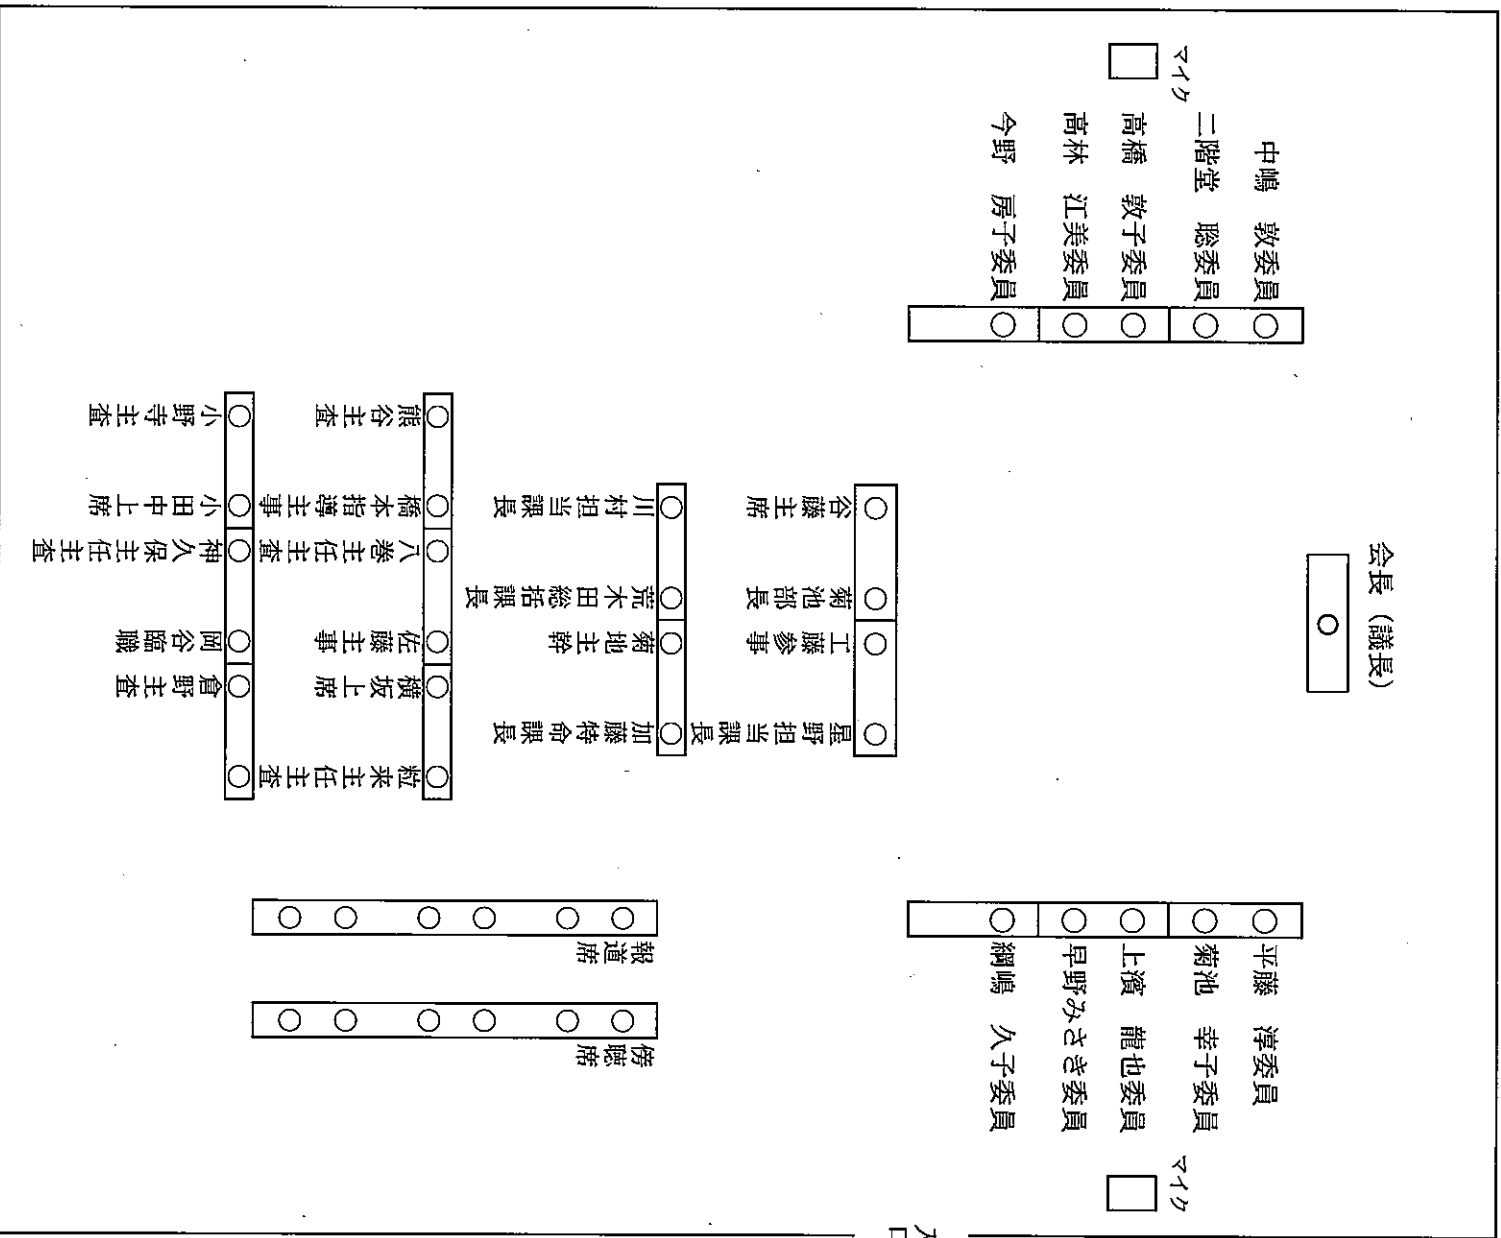 会長（議長）
マイク
中嶋　敦委員
二階堂　聡委員
高橋　敦子委員
高林　江美委員
今野　房子委員
平藤　淳委員
菊池　幸子委員
上濱　龍也委員
早野みさき委員
綱嶋　久子委員
マイク
入口
谷藤主席
菊池部長
工藤参事
星野担当課長
川村担当課長
荒木田総括課長
菊地主幹
加藤特命課長
熊谷主査
橋本指導主事
八巻主任主査
佐藤主事
横坂上席
粒来主任主査
小野寺主査
小田中上席
神久保主任主査
岡谷臨職
倉野主査
報道席
傍聴席